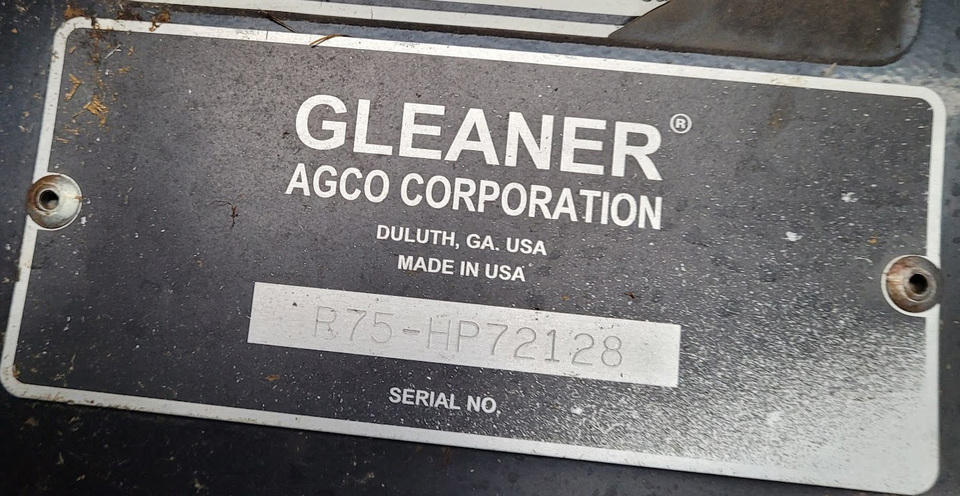 GLEANER®
AGCO CORPORATION
DULUTH, GA. USA
MADE IN USA
R75-HP72128
SERIAL NO.